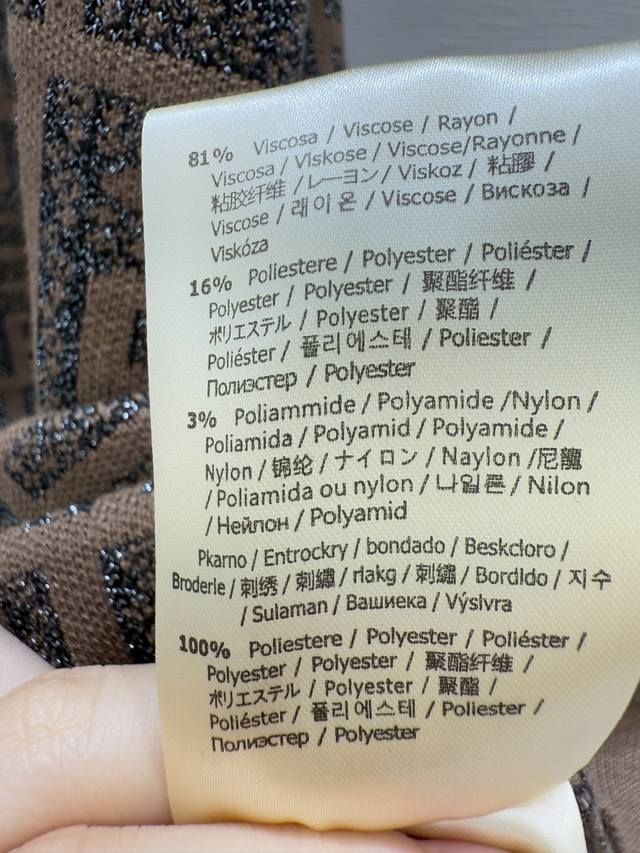 81% Viscosa / Viscose / Rayon /
Viscosa / Viskose / Viscose/Rayonne /
粘胶纤维 /レーヨン/ Viskoz / 粘膠 /
Viscose / 래이온 / Viscose / Вискоза /
Viskóza
16% Poliestere / Polyester / Poliéster /
Polyester / Polyester / 聚酯纤维 /
ポリエステル / Polyester / 聚酯 /
Poliéster / 폴리에스테 / Poliester /
Полиэстер / Polyester
3% Poliammide / Polyamide /Nylon /
Poliamida / Polyamid / Polyamide /
Nylon / 锦纶 / ナイロン / Naylon /尼龍
/Poliamida ou nylon / 나일론 / Nilon
/Нейлон / Polyamid
Pkarno / Entrockry / bondado / Beskcloro /
Broderle / 刺绣 / 刺繡 / rlakg / 刺繡 / Bordldo / 지수
/ Sulaman / Вашиека / Výslvra
100% Poliestere / Polyester / Poliéster /
Polyester / Polyester / 聚酯纤维 /
ポリエステル / Polyester / 聚酯 /
Poliéster / 폴리에스테 / Poliester /
Полиэстер / Polyester